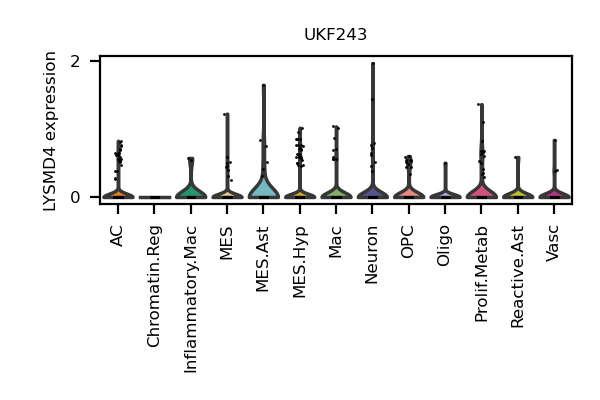 UKF243
LYSMD4 expression
2
0
AC
Chromatin.Reg
Inflammatory.Mac
MES
MES.Ast
MES.Hyp
Mac
Neuron
OPC
Oligo
Prolif.Metab
Reactive.Ast
Vasc